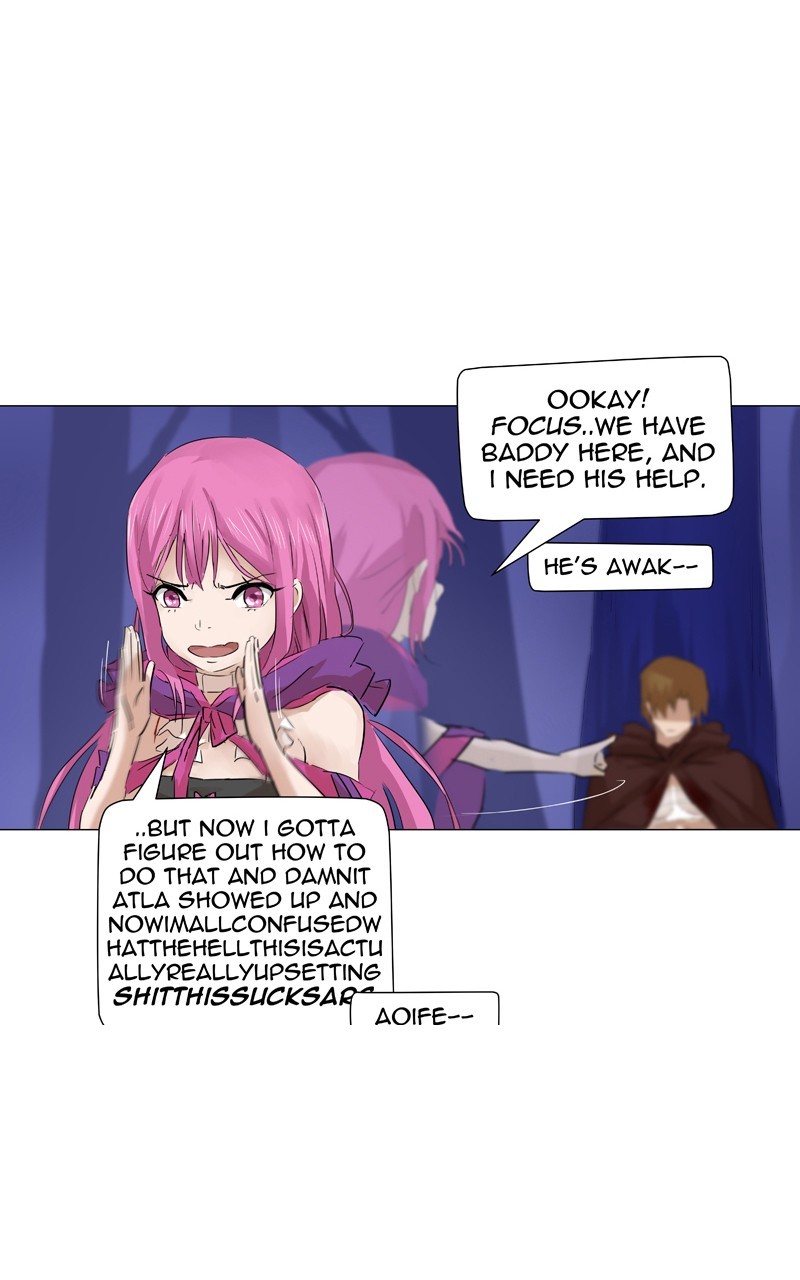 OOKAY!
FOCUS..WE HAVE
BADDY HERE, AND
I NEED HIS HELP.
HE'S AWAK--
..BUT NOW I GOTTA
FIGURE OUT HOW TO
DO THAT AND DAMNIT
ATLA SHOWED UP AND
NOWIMALLCONFUSEDW
HATTHEHELLTHISISACTU
ALLYREALLYUPSETTING
AOIFE--